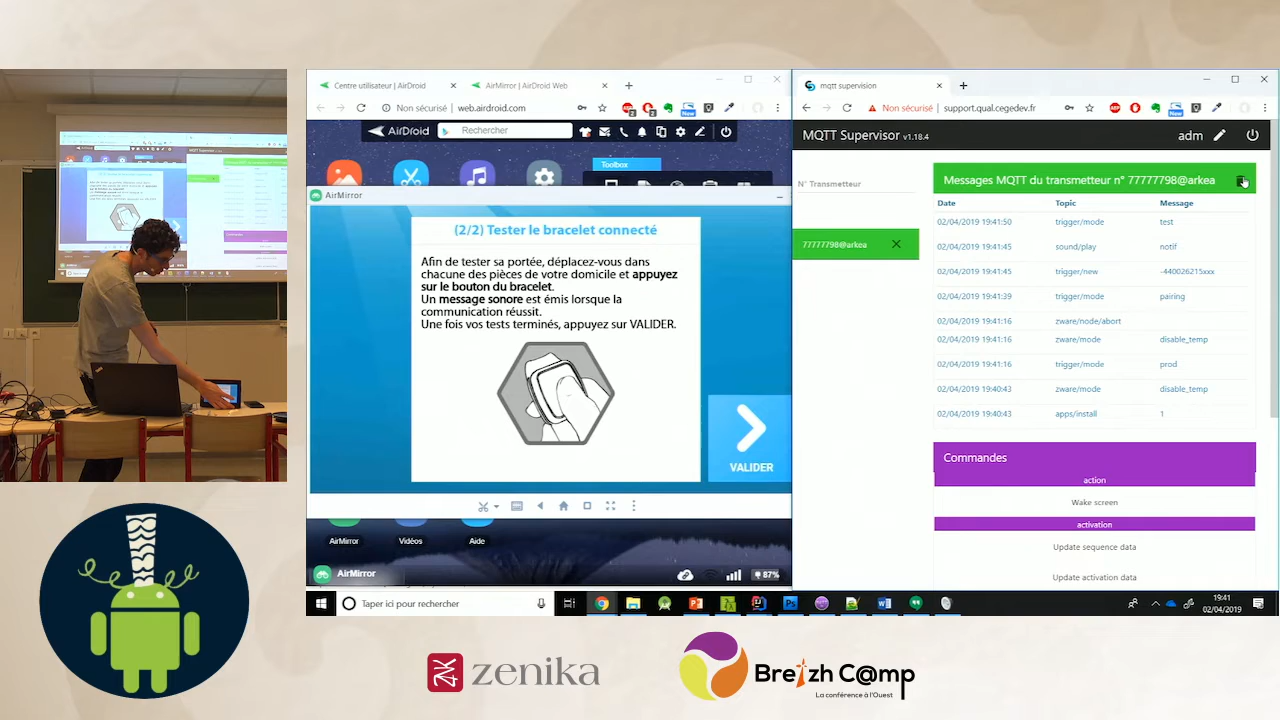 Centre utilisateur | AirDroid
AirMirror | AirDroid Web
Non sécurisé
web.airdroid.com
AirDroid
Rechercher
Toolbox
AirMirror
(2/2) Tester le bracelet connecté
Afin de tester sa portée, déplacez-vous dans
chacune des pièces de votre domicile et appuyez
sur le bouton du bracelet.
Un message sonore est émis lorsque la
communication réussit.
Une fois vos tests terminés, appuyez sur VALIDER.
VALIDER
AirMirror
Vidéos
Aide
AirMirror
87%
mqtt supervision
Non sécurisé
support.qual.cegedev.fr
MQTT Supervisor v1.18.4
adm
N° Transmetteur
77777798@arkea
Messages MQTT du transmetteur n° 77777798@arkea
Date Topic Message
02/04/2019 19:41:50 trigger/mode test
02/04/2019 19:41:45 sound/play notif
02/04/2019 19:41:45 trigger/new -440026215xxx
02/04/2019 19:41:39 trigger/mode pairing
02/04/2019 19:41:16 zware/node/abort
02/04/2019 19:41:16 zware/mode disable_temp
02/04/2019 19:41:16 trigger/mode prod
02/04/2019 19:40:43 zware/mode disable_temp
02/04/2019 19:40:43 apps/install 1
Commandes
action
Wake screen
activation
Update sequence data
Update activation data
Taper ici pour rechercher
19:41
02/04/2019
zenika
Breizh C@mp
La conférence à l'Ouest